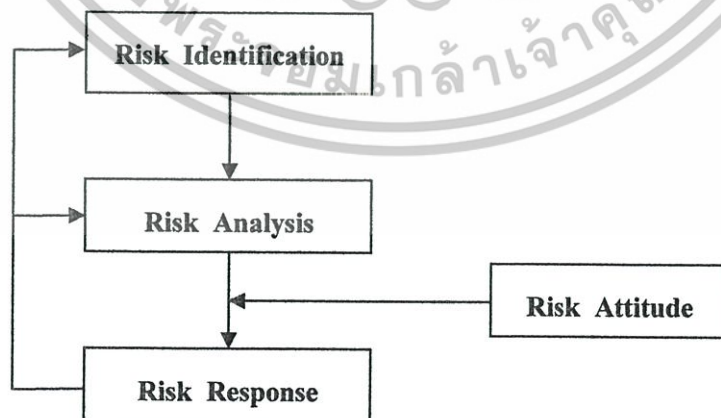 Risk Identification
Risk Analysis
Risk Attitude
Risk Response